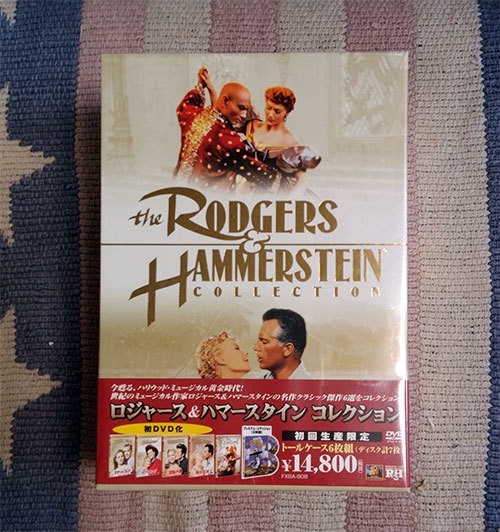 the RODGERS
&
HAMMERSTEIN
COLLECTION
今甦る、ハリウッド・ミュージカル黄金時代!
世紀のミュージカル作家ロジャース&ハマースタインの名作クラシック傑作6選をコレクション
ロジャース&ハマースタイン コレクション
初DVD化
初回生産限定
DVD
トールケース6枚組(ディスク計7枚
¥14,800
FXBA-608
R&H